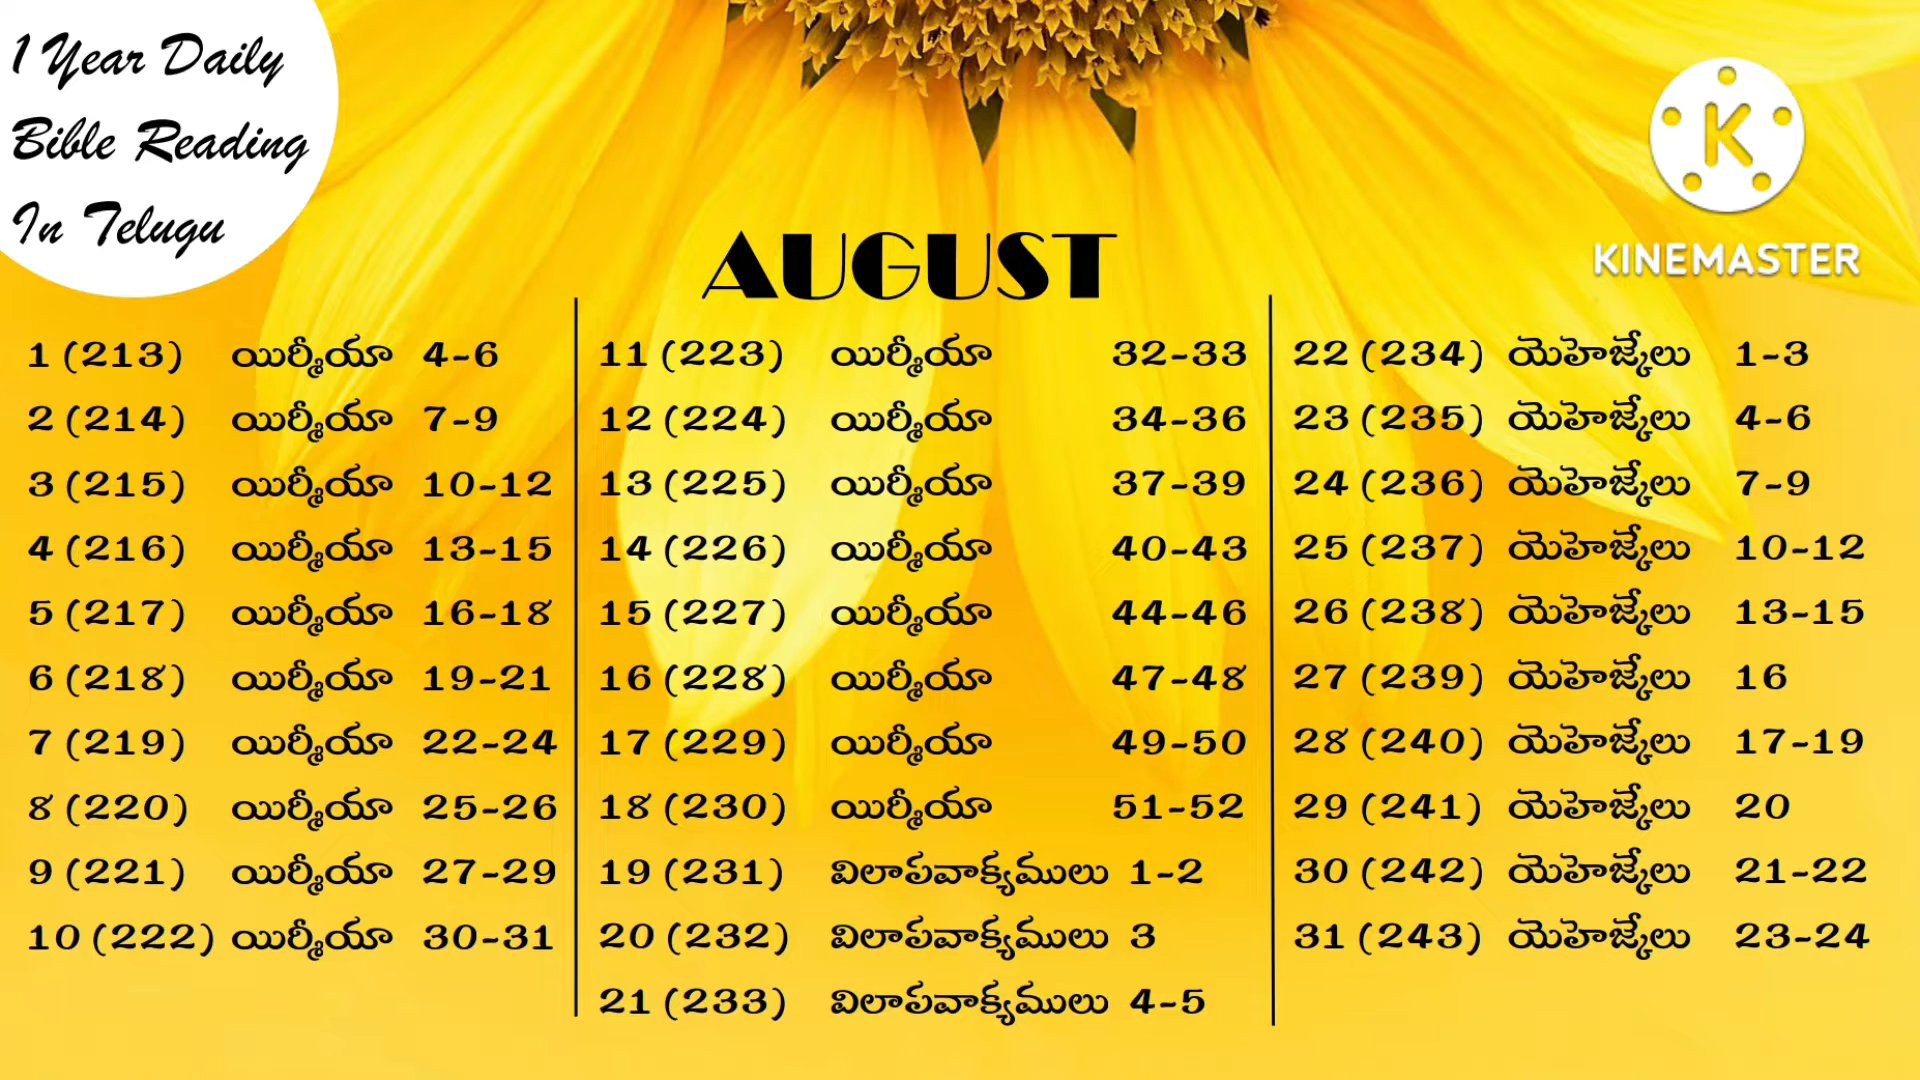 1 Year Daily
Bible Reading
In Telugu
KINEMASTER
AUGUST
1 (213) యిర్మీయా 4-6
2 (214) యిర్మీయా 7-9
3 (215) యిర్మీయా 10-12
4 (216) యిర్మీయా 13-15
5 (217) యిర్మీయా 16-18
6 (218) యిర్మీయా 19-21
7 (219) యిర్మీయా 22-24
8 (220) యిర్మీయా 25-26
9 (221) యిర్మీయా 27-29
10 (222) యిర్మీయా 30-31
11 (223) యిర్మీయా 32-33
12 (224) యిర్మీయా 34-36
13 (225) యిర్మీయా 37-39
14 (226) యిర్మీయా 40-43
15 (227) యిర్మీయా 44-46
16 (228) యిర్మీయా 47-48
17 (229) యిర్మీయా 49-50
18 (230) యిర్మీయా 51-52
19 (231) విలాపవాక్యములు 1-2
20 (232) విలాపవాక్యములు 3
21 (233) విలాపవాక్యములు 4-5
22 (234) యెహెజ్కేలు 1-3
23 (235) యెహెజ్కేలు 4-6
24 (236) యెహెజ్కేలు 7-9
25 (237) యెహెజ్కేలు 10-12
26 (238) యెహెజ్కేలు 13-15
27 (239) యెహెజ్కేలు 16
28 (240) యెహెజ్కేలు 17-19
29 (241) యెహెజ్కేలు 20
30 (242) యెహెజ్కేలు 21-22
31 (243) యెహెజ్కేలు 23-24